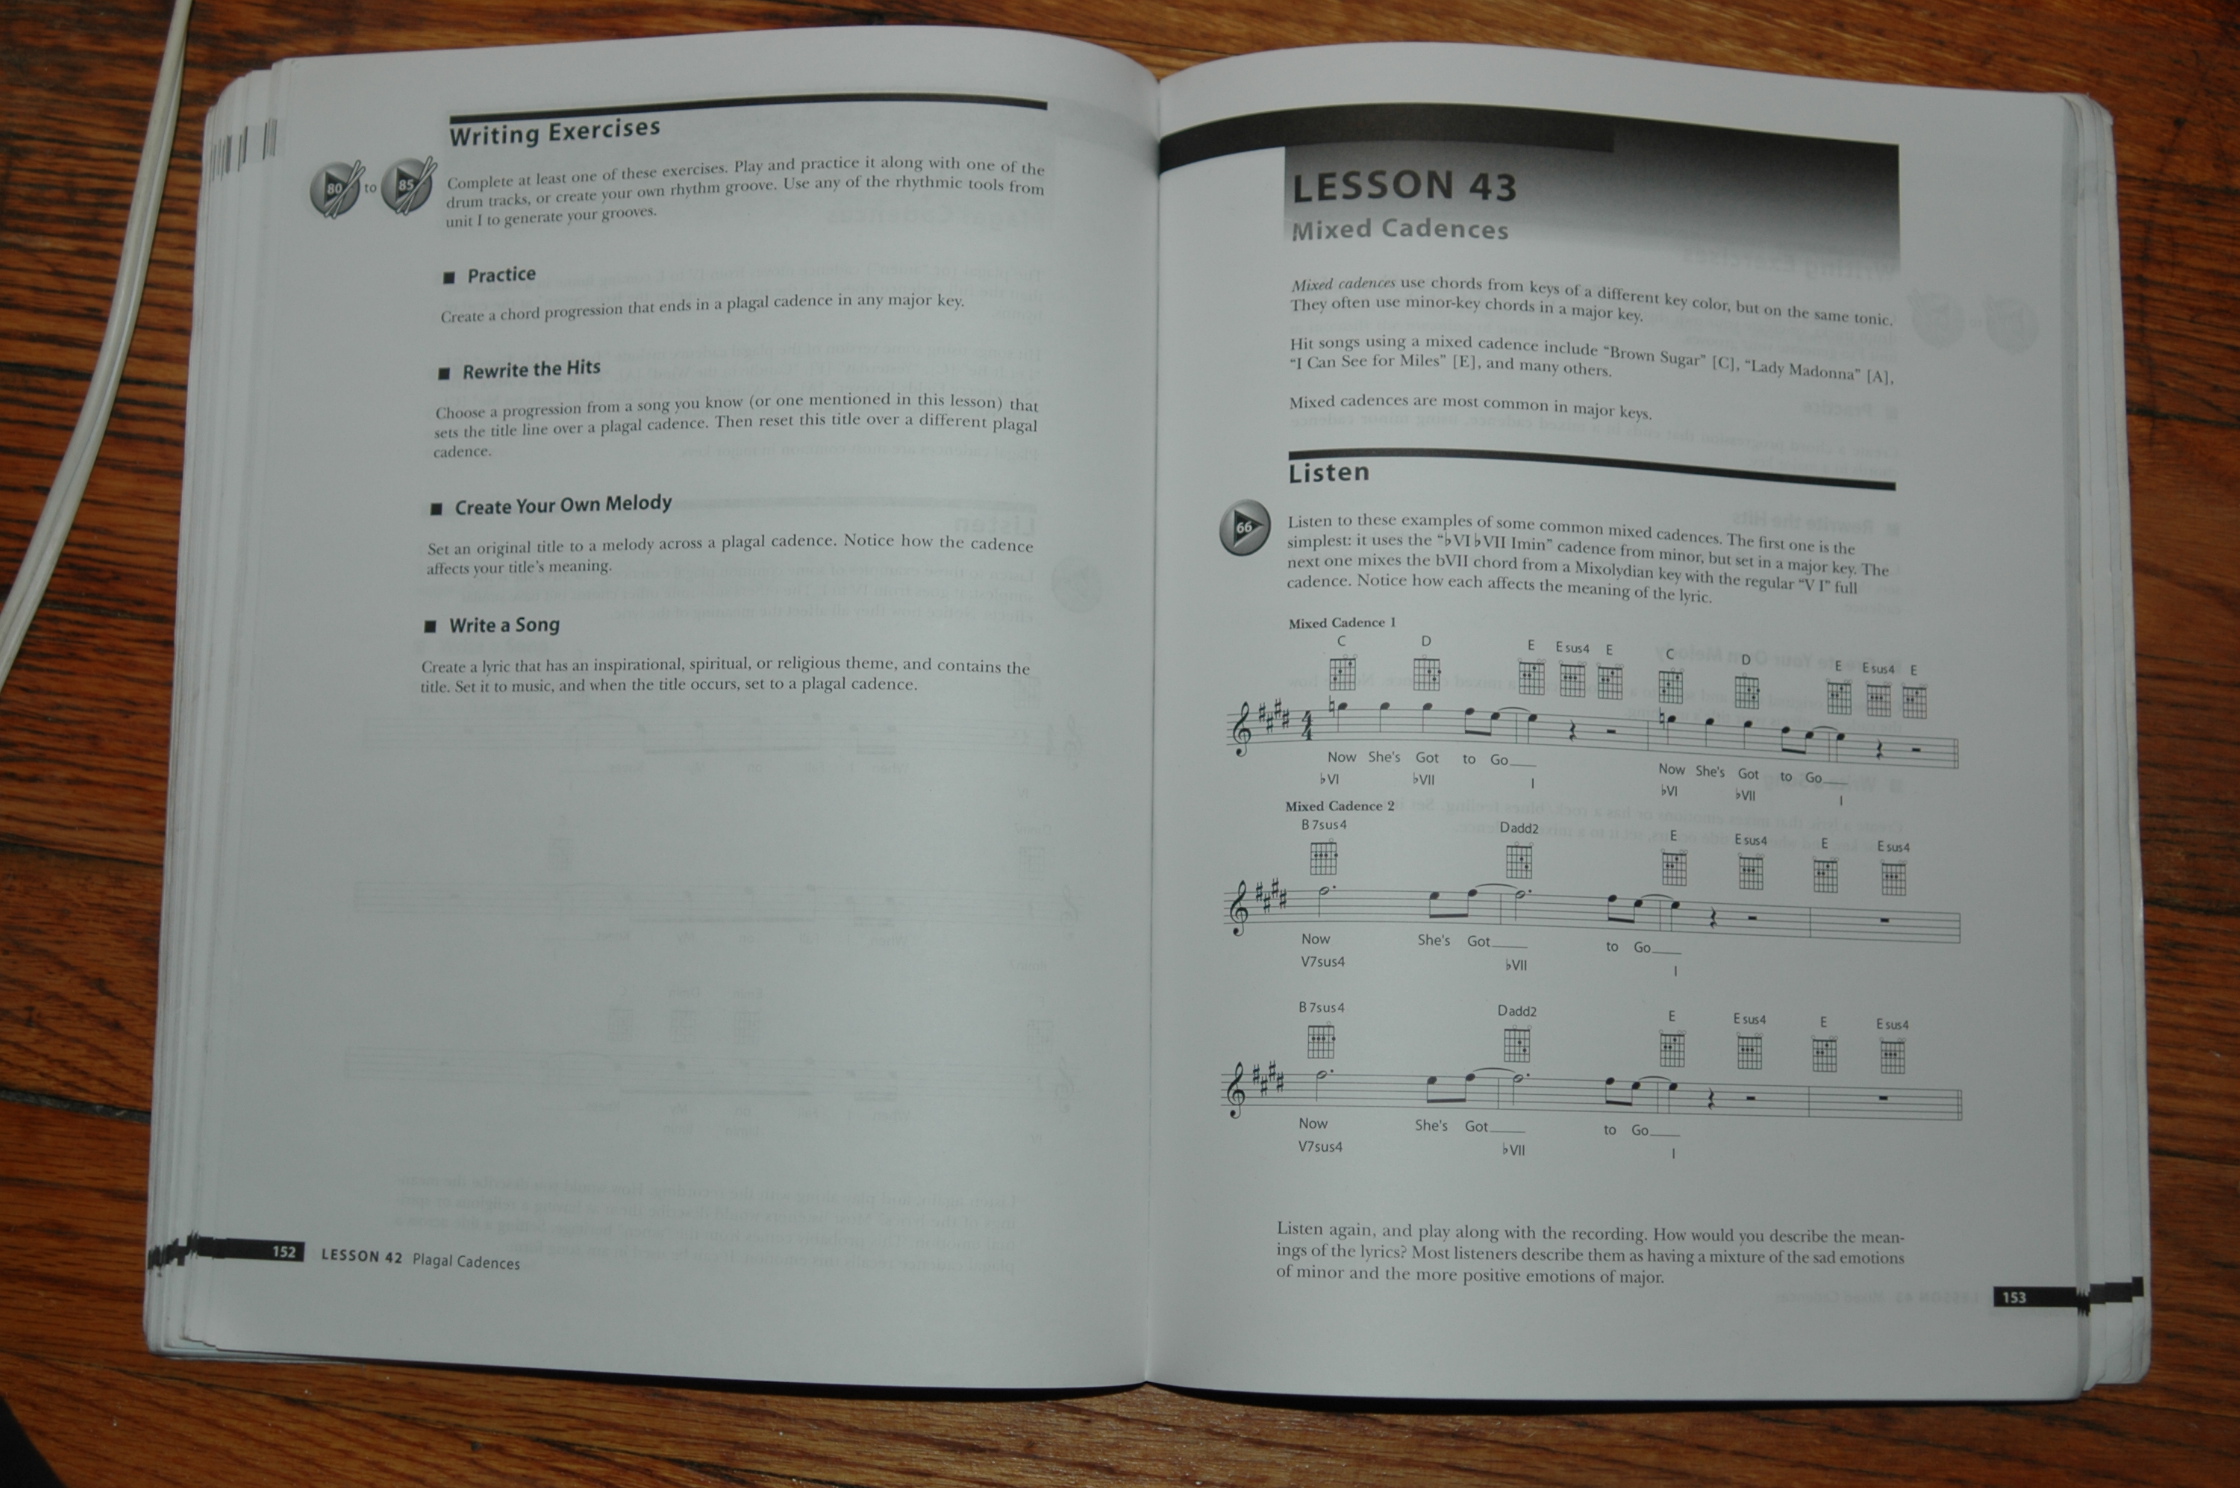 Writing Exercises
80 to 85
Complete at least one of these exercises. Play and practice it along with one of the
drum tracks, or create your own rhythm groove. Use any of the rhythmic tools from
unit I to generate your grooves.
■ Practice
Create a chord progression that ends in a plagal cadence in any major key.
■ Rewrite the Hits
Choose a progression from a song you know (or one mentioned in this lesson) that
sets the title line over a plagal cadence. Then reset this title over a different plagal
cadence.
■ Create Your Own Melody
Set an original title to a melody across a plagal cadence. Notice how the cadence
affects your title's meaning.
■ Write a Song
Create a lyric that has an inspirational, spiritual, or religious theme, and contains the
title. Set it to music, and when the title occurs, set to a plagal cadence.
152 LESSON 42 Plagal Cadences
LESSON 43
Mixed Cadences
Mixed cadences use chords from keys of a different key color, but on the same tonic.
They often use minor-key chords in a major key.
Hit songs using a mixed cadence include “Brown Sugar” [C], “Lady Madonna” [A],
“I Can See for Miles” [E], and many others.
Mixed cadences are most common in major keys.
Listen
66
Listen to these examples of some common mixed cadences. The first one is the
simplest: it uses the “♭VI ♭VII Imin” cadence from minor, but set in a major key. The
next one mixes the bVII chord from a Mixolydian key with the regular “V I” full
cadence. Notice how each affects the meaning of the lyric.
Mixed Cadence 1
C D E Esus4 E C D E Esus4 E
4/4
Now She's Got to Go Now She's Got to Go
♭VI ♭VII I ♭VI ♭VII I
Mixed Cadence 2
B7sus4 Dadd2 E Esus4 E Esus4
Now She's Got to Go
V7sus4 ♭VII I
B7sus4 Dadd2 E Esus4 E Esus4
Now She's Got to Go
V7sus4 ♭VII I
Listen again, and play along with the recording. How would you describe the mean-
ings of the lyrics? Most listeners describe them as having a mixture of the sad emotions
of minor and the more positive emotions of major.
153